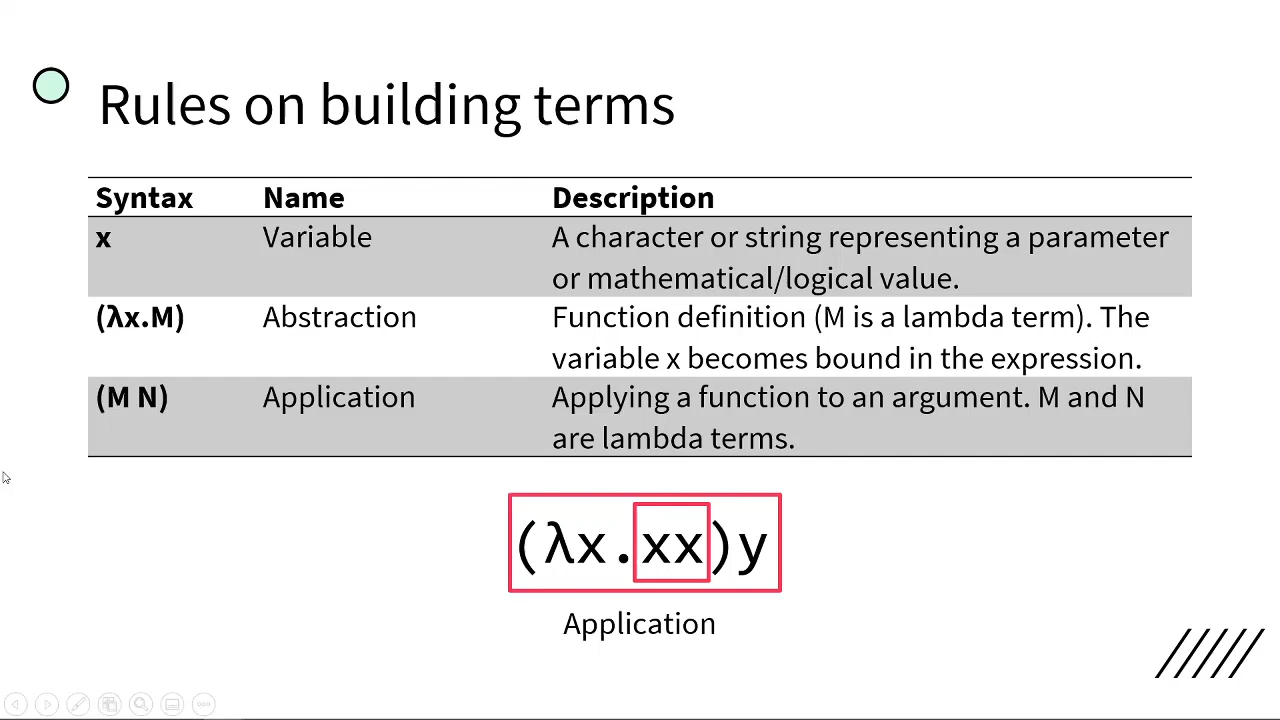 Rules on building terms
Syntax Name Description
x Variable A character or string representing a parameter
or mathematical/logical value.
(λx.M) Abstraction Function definition (M is a lambda term). The
variable x becomes bound in the expression.
(M N) Application Applying a function to an argument. M and N
are lambda terms.
(λx.xx)y
Application